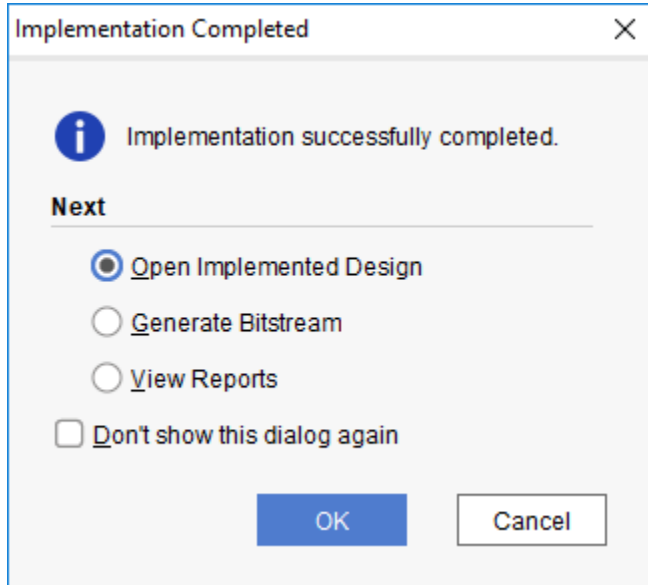 Implementation Completed
Implementation successfully completed.
Next
Open Implemented Design
Generate Bitstream
View Reports
Don't show this dialog again
OK
Cancel